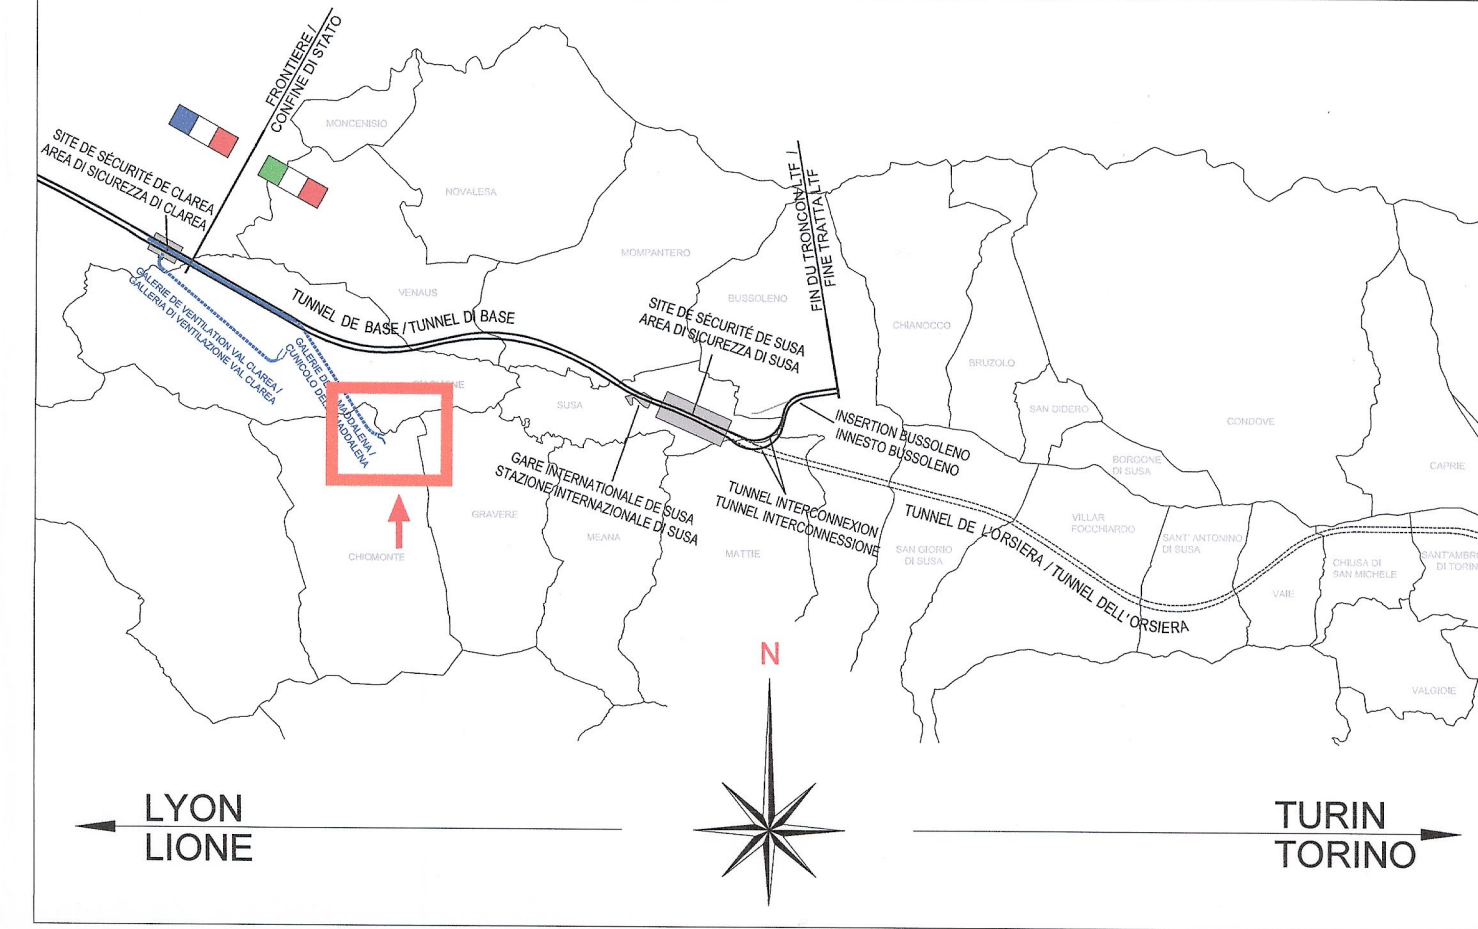 FRONTIERE /
CONFINE DI STATO
MONCENISIO
SITE DE SÉCURITÉ DE CLAREA
AREA DI SICUREZZA DI CLAREA
NOVALESA
FIN DU TRONCON LTF /
FINE TRATTA LTF
MOMPANTERO
GALERIE DE VENTILATION VAL CLAREA /
GALLERIA DI VENTILAZIONE VAL CLAREA
VENAUS
TUNNEL DE BASE / TUNNEL DI BASE
BUSSOLENO
SITE DE SÉCURITÉ DE SUSA
AREA DI SICUREZZA DI SUSA
CHIANOCCO
BRUZOLO
GALERIE DE MADDALENA /
CUNICOLO DELLA MADDALENA
SUSA
SAN DIDERO
CONDOVE
INSERTION BUSSOLENO
INNESTO BUSSOLENO
BORGONE
DI SUSA
CAPRIE
GARE INTERNATIONALE DE SUSA
STAZIONE INTERNAZIONALE DI SUSA
TUNNEL INTERCONNEXION
TUNNEL INTERCONNESSIONE
TUNNEL DE L'ORSIERA / TUNNEL DELL'ORSIERA
GRAVERE
MEANA
MATTIE
CHIOMONTE
SAN GIORIO
DI SUSA
VILLAR
FOCCHIARDO
SANT' ANTONINO
DI SUSA
VAIE
CHIUSA DI
SAN MICHELE
SANT'AMBRO
DI TORIN
VALGIOIE
N
LYON
LIONE
TURIN
TORINO